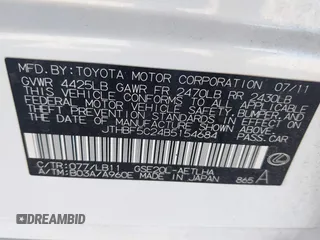 MFD. BY: TOYOTA MOTOR CORPORATION 07/11
GVWR 4425LB GAWR FR 2470LB RR 2430LB
THIS VEHICLE CONFORMS TO ALL APPLICABLE
FEDERAL MOTOR VEHICLE SAFETY, BUMPER, AND
THEFT PREVENTION STANDARDS IN EFFECT ON
THE DATE OF MANUFACTURE SHOWN ABOVE.
JTHBF5C24B5154684 PASS.CAR
C/TR: 077/LB11 GSE20L-AETLHA
A/TM: B03A/A960E MADE IN JAPAN 865 A
DREAMBID